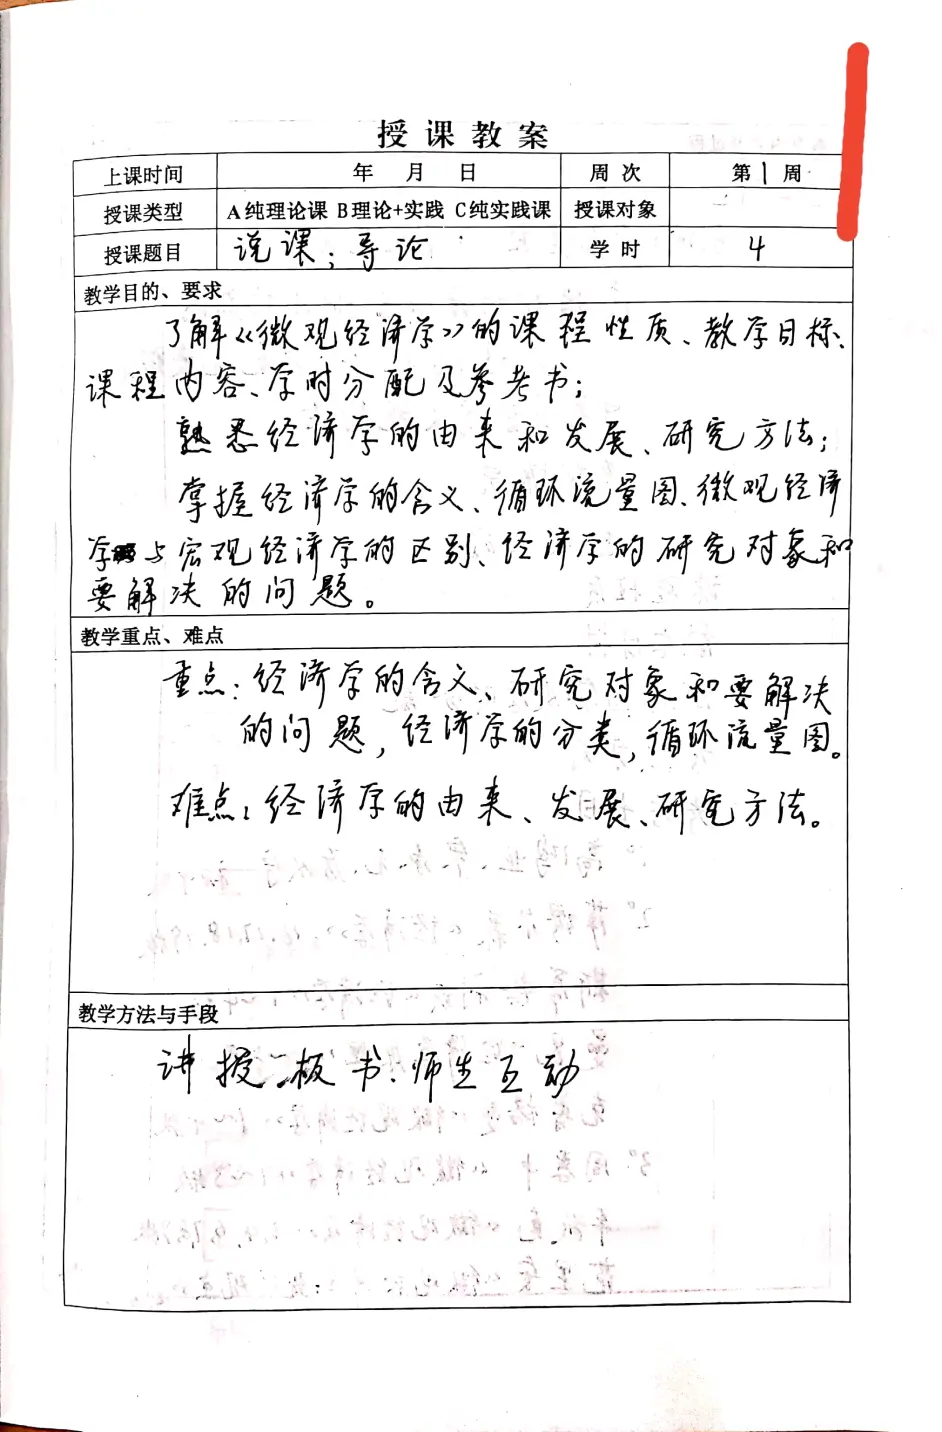 授课教案
上课时间 年 月 日 周次 第1周
授课类型 A纯理论课 B理论+实践 C纯实践课 授课对象
授课题目 说课；导论 学时 4
教学目的、要求
了解《微观经济学》的课程性质、教学目标、
课程内容、学时分配及参考书；
熟悉经济学的由来和发展、研究方法；
掌握经济学的含义、循环流量图、微观经济
学与宏观经济学的区别、经济学的研究对象和
要解决的问题。
教学重点、难点
重点：经济学的含义、研究对象和要解决
的问题，经济学的分类，循环流量图。
难点：经济学的由来、发展、研究方法。
教学方法与手段
讲授、板书、师生互动